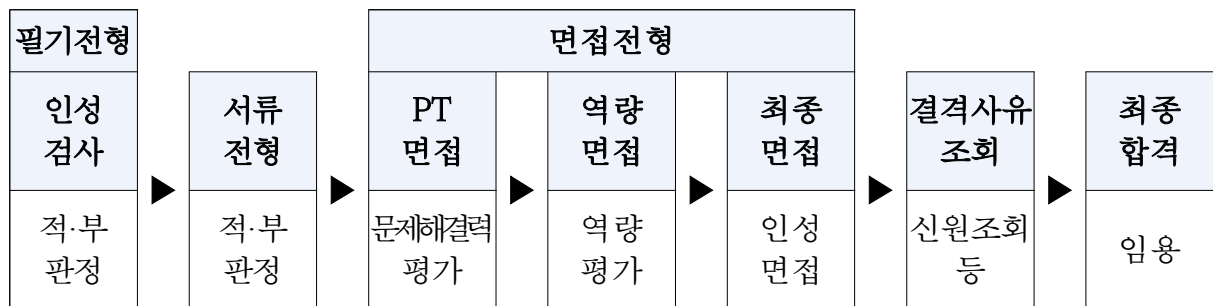 필기전형
면접전형
인성
검사
서류
전형
PT
면접
역량
면접
최종
면접
결격사유
조회
최종
합격
▶
▶
▶
▶
▶
▶
적·부
판정
적·부
판정
문제해결력
평가
역량
평가
인성
면접
신원조회
등
임용